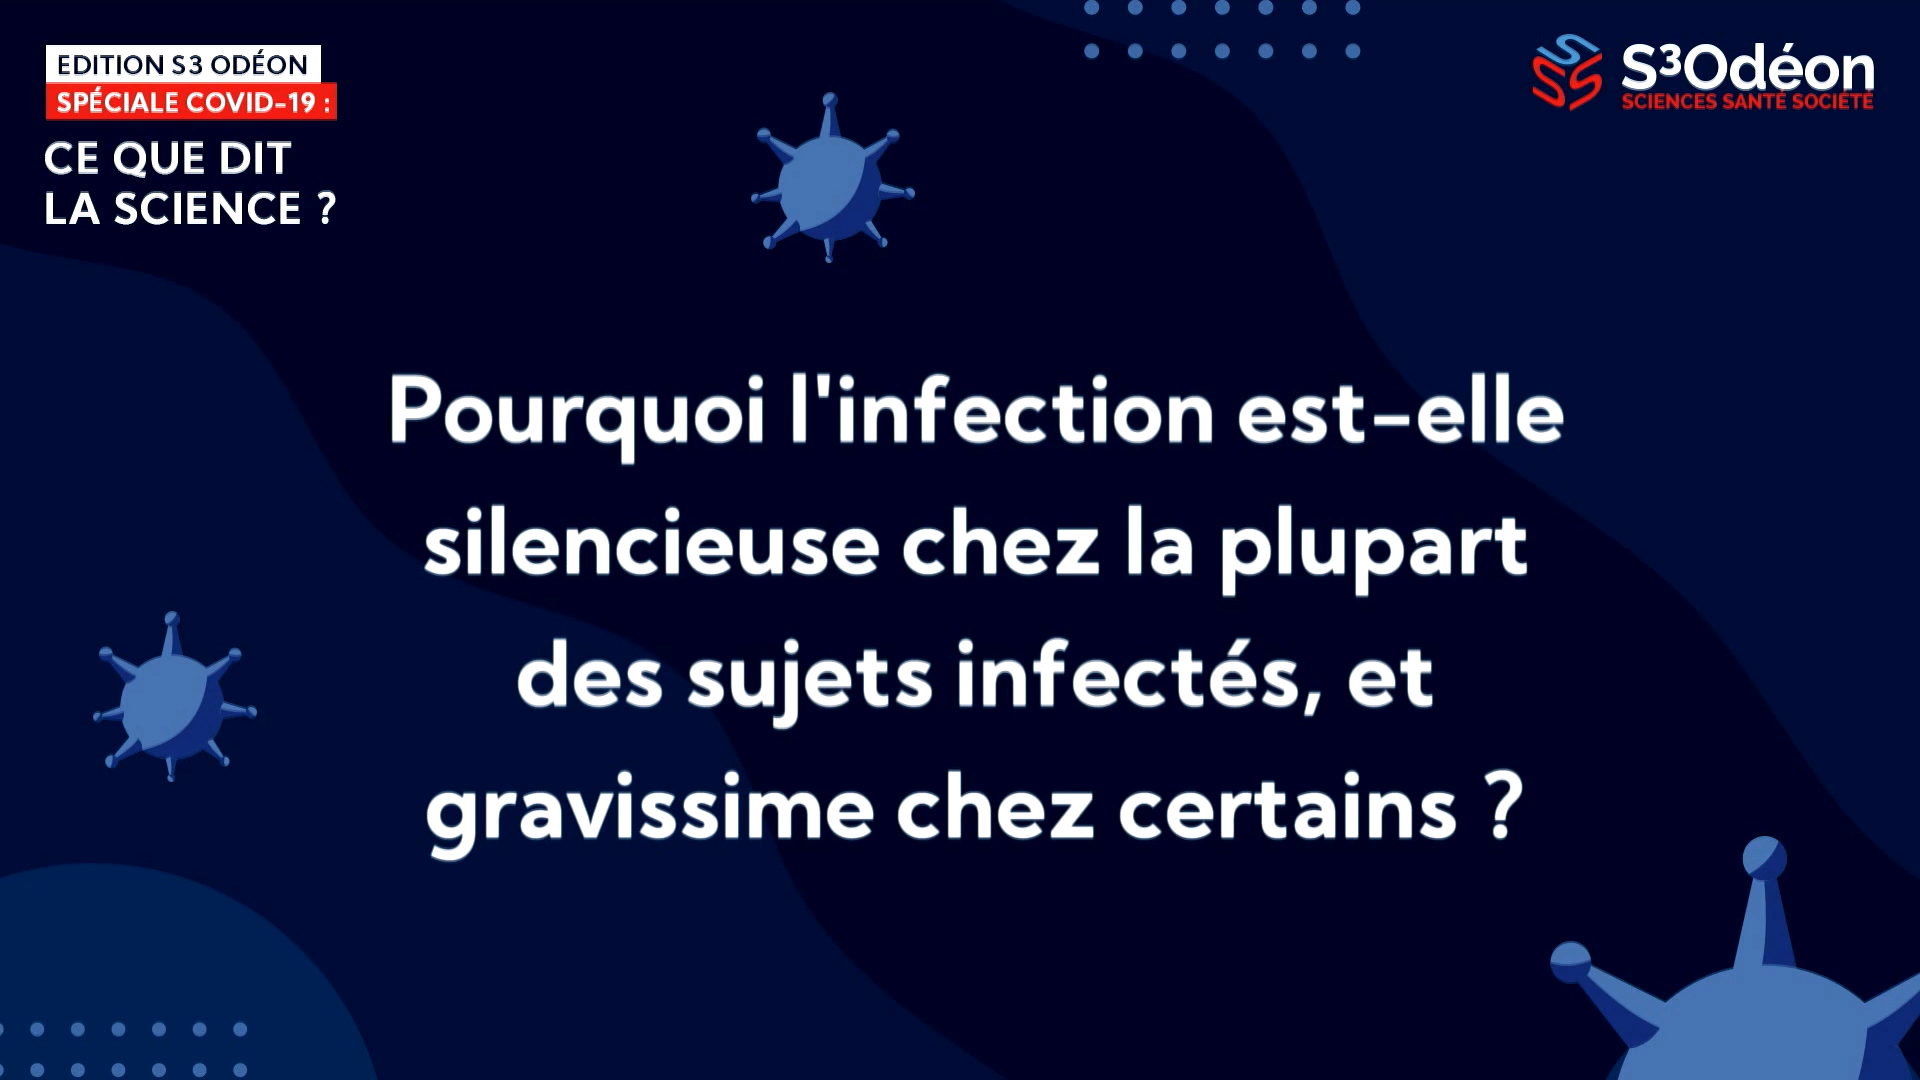 EDITION S3 ODÉON
SPÉCIALE COVID-19 :
CE QUE DIT
LA SCIENCE ?
S³Odéon
SCIENCES SANTÉ SOCIÉTÉ
Pourquoi l'infection est-elle
silencieuse chez la plupart
des sujets infectés, et
gravissime chez certains ?